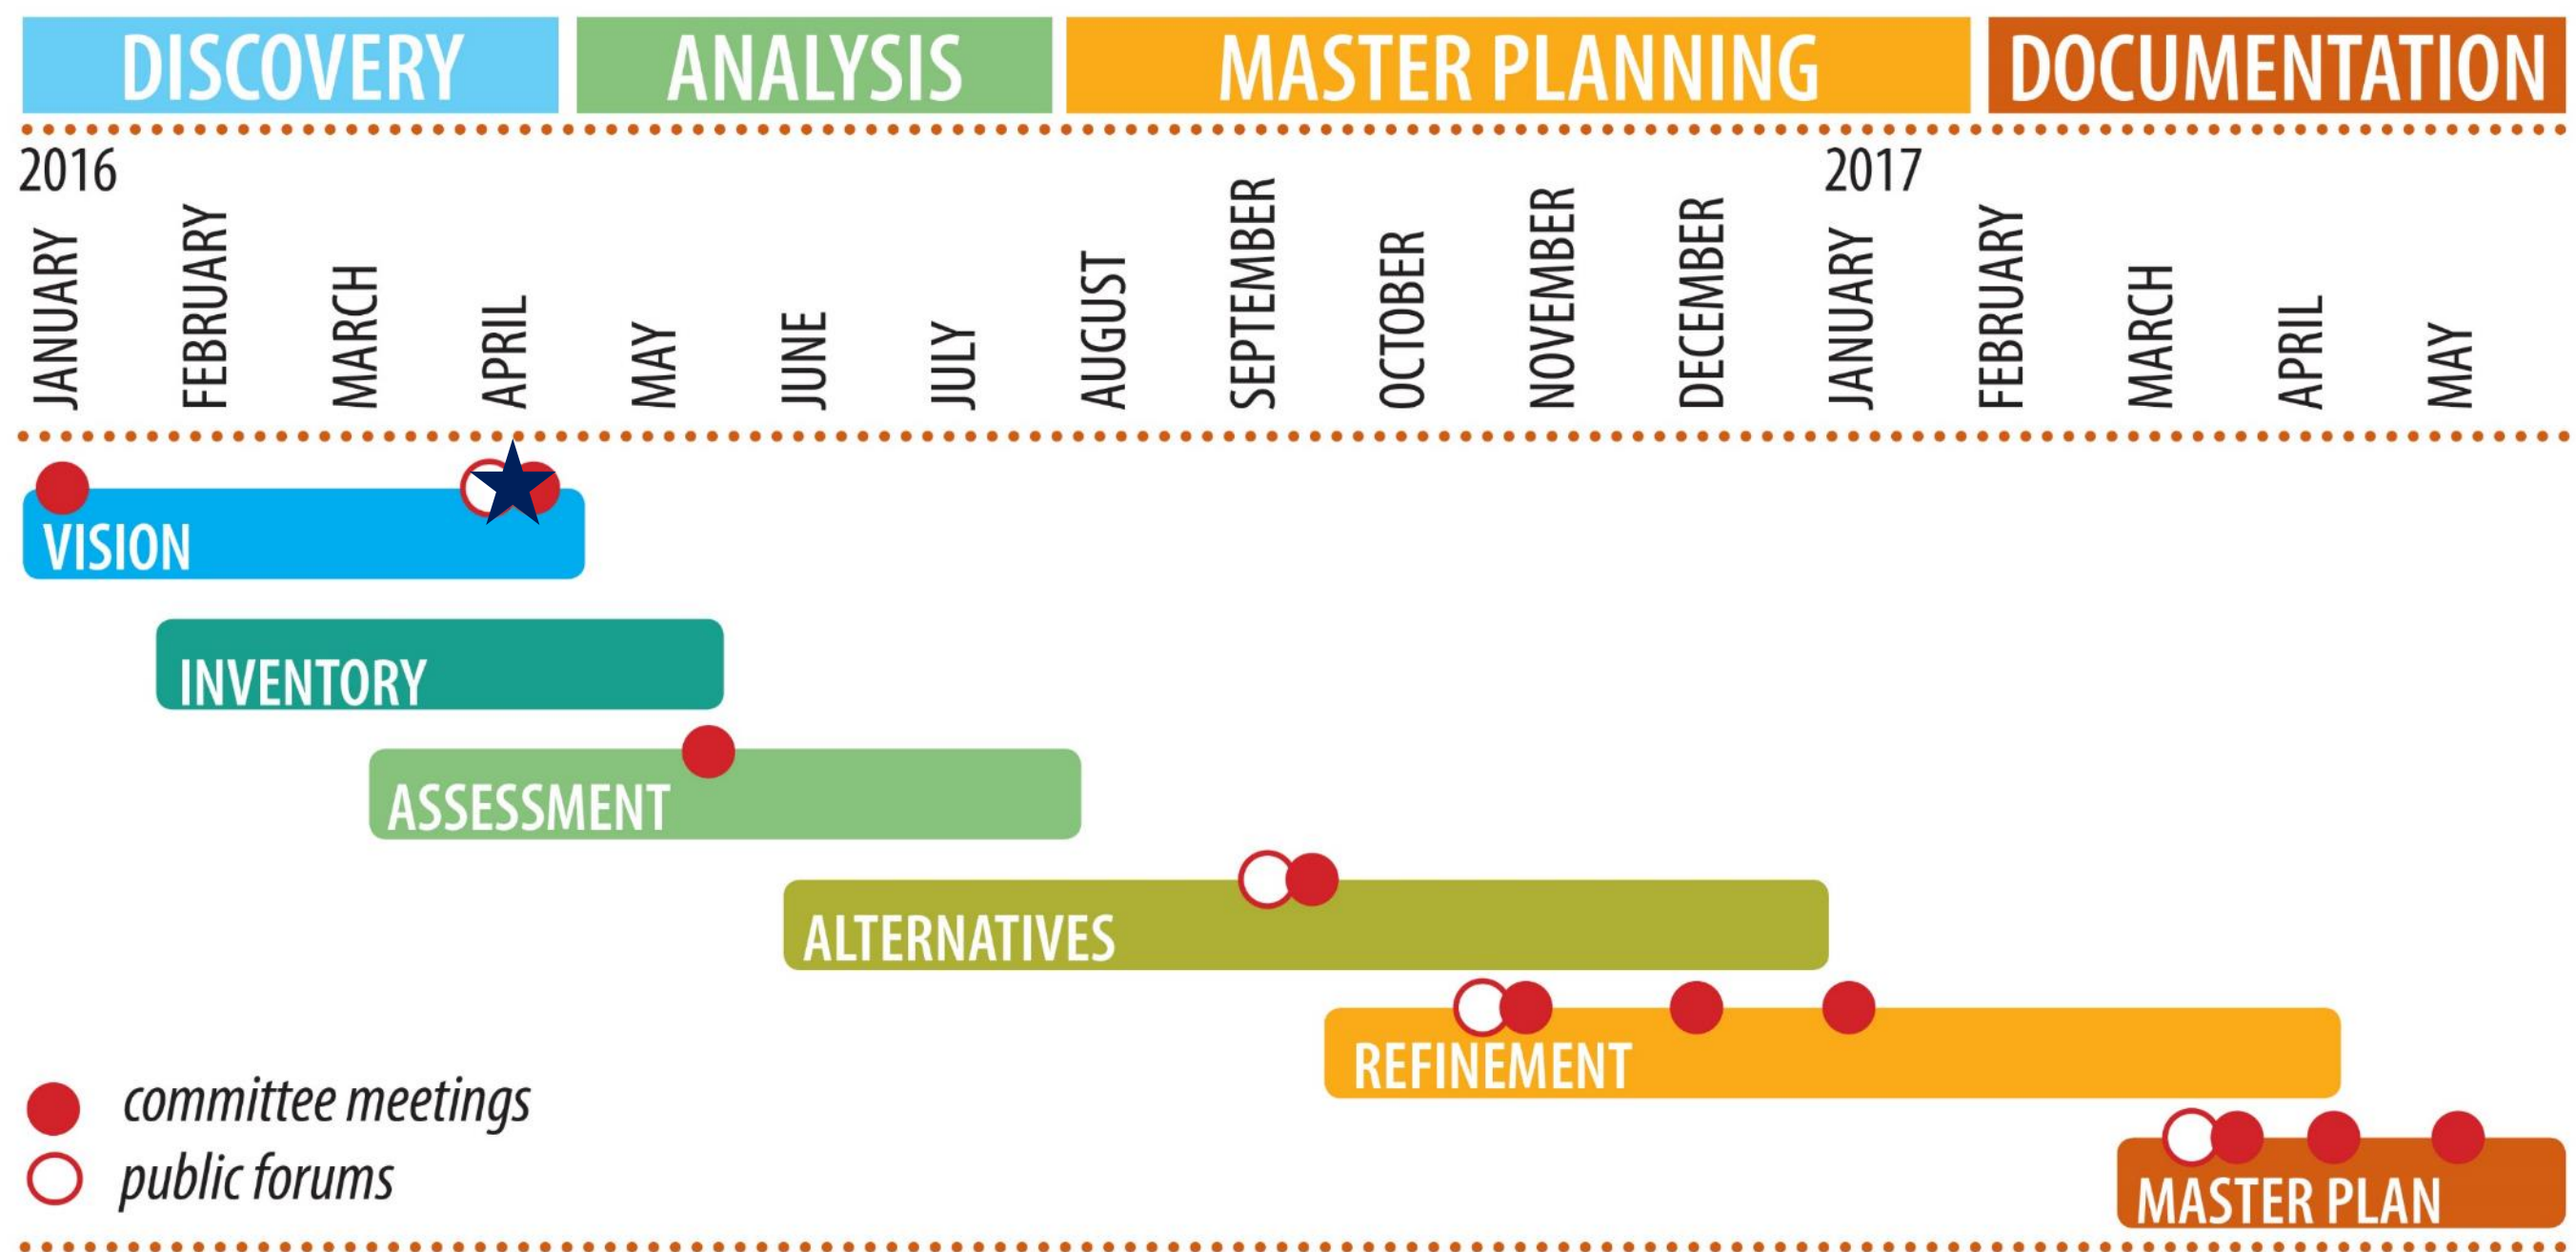 DISCOVERY
ANALYSIS
MASTER PLANNING
DOCUMENTATION
2016
2017
JANUARY
FEBRUARY
MARCH
APRIL
MAY
JUNE
JULY
AUGUST
SEPTEMBER
OCTOBER
NOVEMBER
DECEMBER
JANUARY
FEBRUARY
MARCH
APRIL
MAY
VISION
INVENTORY
ASSESSMENT
ALTERNATIVES
REFINEMENT
committee meetings
public forums
MASTER PLAN